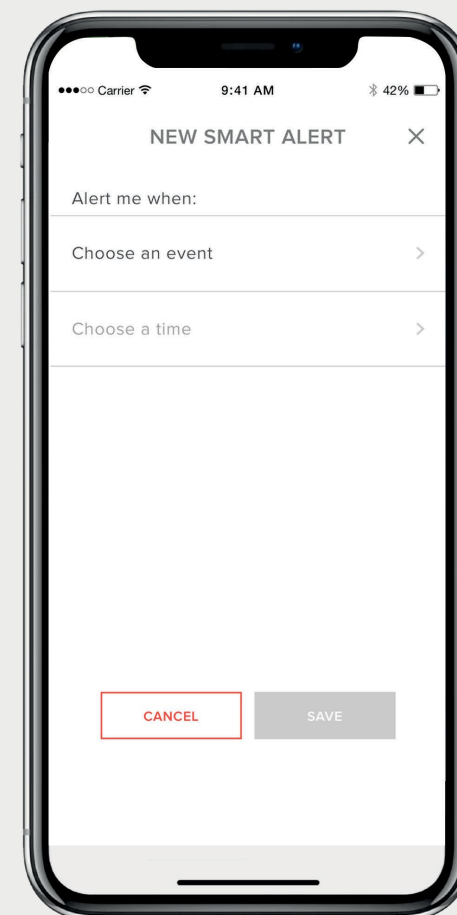 Carrier 9:41 AM 42%
NEW SMART ALERT
Alert me when:
Choose an event
Choose a time
CANCEL SAVE